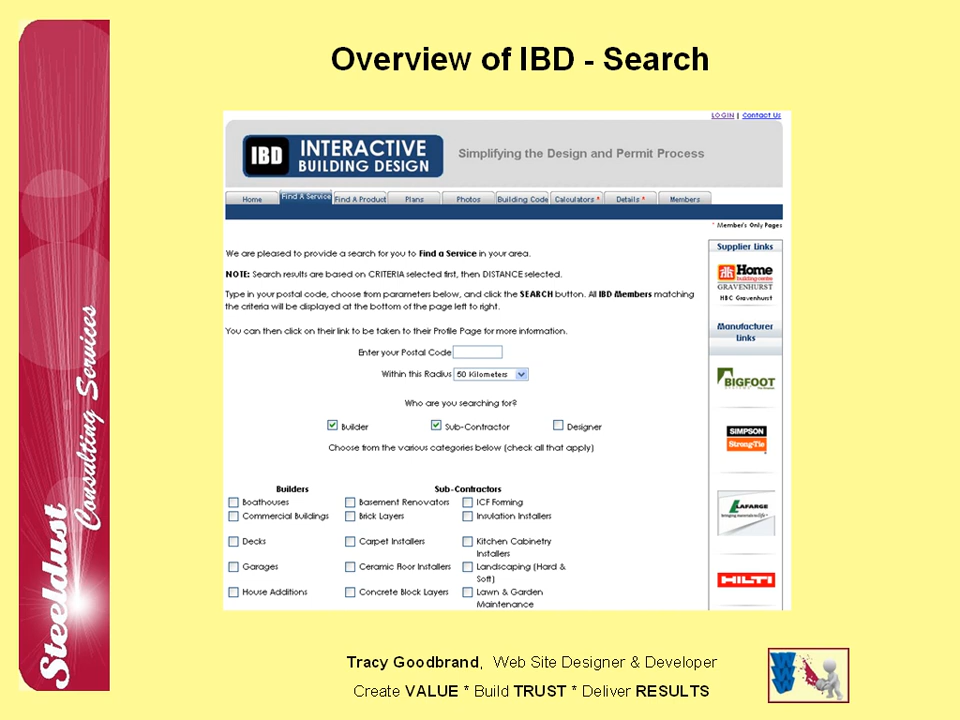 Overview of IBD - Search
LOGIN | Contact Us
IBD INTERACTIVE
BUILDING DESIGN
Simplifying the Design and Permit Process
Home Find A Service Find A Product Plans Photos Building Code Calculators * Details * Members
* Member's Only Pages
We are pleased to provide a search for you to Find a Service in your area.
NOTE: Search results are based on CRITERIA selected first, then DISTANCE selected.
Type in your postal code, choose from parameters below, and click the SEARCH button. All IBD Members matching
the criteria will be displayed at the bottom of the page left to right.
You can then click on their link to be taken to their Profile Page for more information.
Enter your Postal Code
Within this Radius 50 Kilometers
Who are you searching for?
Builder Sub-Contractor Designer
Choose from the various categories below (check all that apply)
Builders Sub-Contractors
Boathouses Basement Renovators ICF Forming
Commercial Buildings Brick Layers Insulation Installers
Decks Carpet Installers Kitchen Cabinetry
Installers
Garages Ceramic Floor Installers Landscaping (Hard &
Soft)
House Additions Concrete Block Layers Lawn & Garden
Maintenance
Supplier Links
Home
building centre
GRAVENHURST
HBC Gravenhurst
Manufacturer
Links
BIGFOOT
SYSTEMS
SIMPSON
Strong-Tie
LAFARGE
HILTI
Steeldust
Consulting Services
Tracy Goodbrand, Web Site Designer & Developer
Create VALUE * Build TRUST * Deliver RESULTS